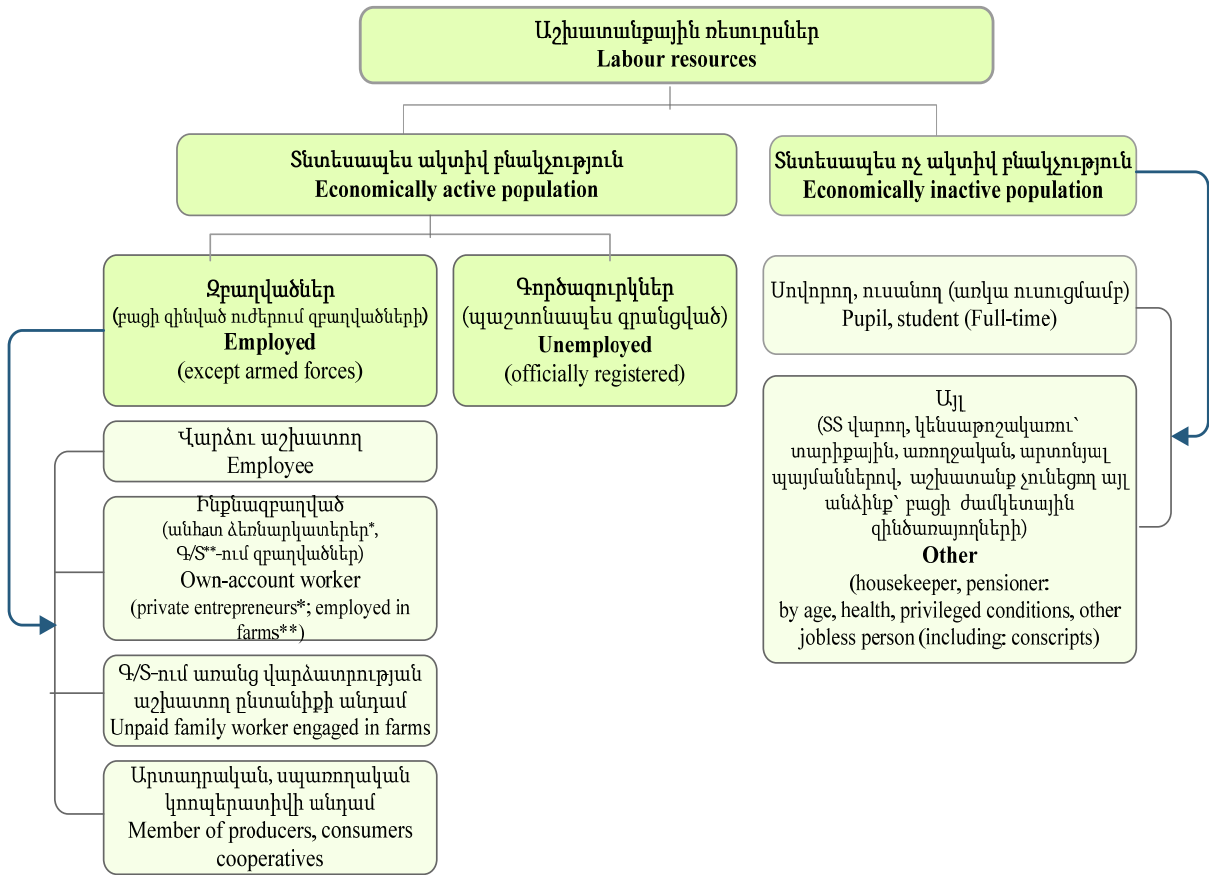 Աշխատանքային ռեսուրսներ
Labour resources
Տնտեսապես ակտիվ բնակչություն
Economically active population
Տնտեսապես ոչ ակտիվ բնակչություն
Economically inactive population
Զբաղվածներ
(բացի զինված ուժերում զբաղվածների)
Employed
(except armed forces)
Գործազուրկներ
(պաշտոնապես գրանցված)
Unemployed
(officially registered)
Սովորող, ուսանող (առկա ուսուցմամբ)
Pupil, student (Full-time)
Վարձու աշխատող
Employee
Ինքնազբաղված
(անհատ ձեռնարկատերեր*,
Գ/Տ**-ում զբաղվածներ)
Own-account worker
(private entrepreneurs*; employed in
farms**)
Գ/Տ-ում առանց վարձատրության
աշխատող ընտանիքի անդամ
Unpaid family worker engaged in farms
Արտադրական, սպառողական
կոոպերատիվի անդամ
Member of producers, consumers
cooperatives
Այլ
(ՏՏ վարող, կենսաթոշակառու՝
տարիքային, առողջական, արտոնյալ
պայմաններով, աշխատանք չունեցող այլ
անձինք՝ բացի ժամկետային
զինծառայողների)
Other
(housekeeper, pensioner:
by age, health, privileged conditions, other
jobless person (including: conscripts)